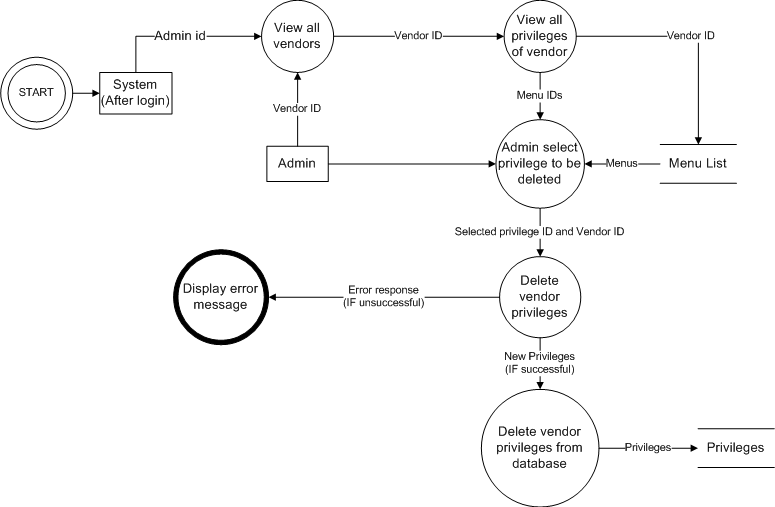 Admin id
View all
vendors
Vendor ID
View all
privileges
of vendor
Vendor ID
START
System
(After login)
Vendor ID
Menu IDs
Admin
Admin select
privilege to be
deleted
Menus
Menu List
Selected privilege ID and Vendor ID
Display error
message
Error response
(IF unsuccessful)
Delete
vendor
privileges
New Privileges
(IF successful)
Delete vendor
privileges from
database
Privileges
Privileges